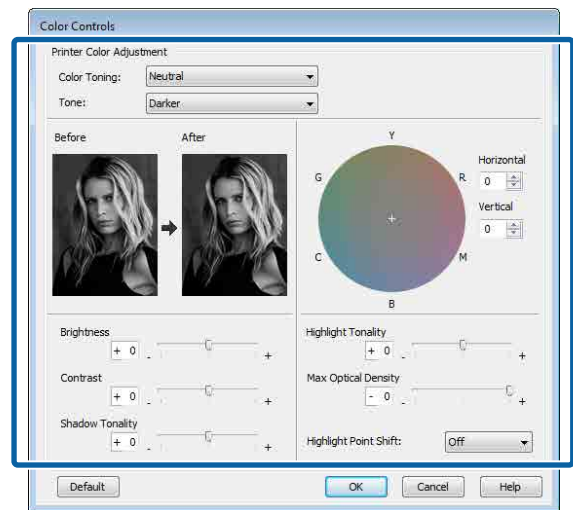 Color Controls
Printer Color Adjustment
Color Toning: Neutral
Tone: Darker
Before After
Y
G R
C M
B
Horizontal
0
Vertical
0
Brightness
+ 0 - +
Contrast
+ 0 - +
Shadow Tonality
+ 0 - +
Highlight Tonality
+ 0 - +
Max Optical Density
- 0 - +
Highlight Point Shift: Off
Default OK Cancel Help